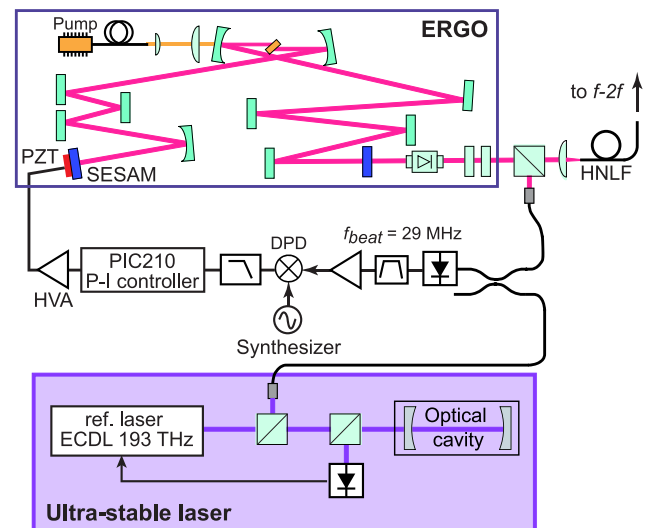 Pump
ERGO
to f-2f
PZT
SESAM
HNLF
f_beat = 29 MHz
DPD
PIC210
P-I controller
HVA
Synthesizer
ref. laser
ECDL 193 THz
Optical
cavity
Ultra-stable laser